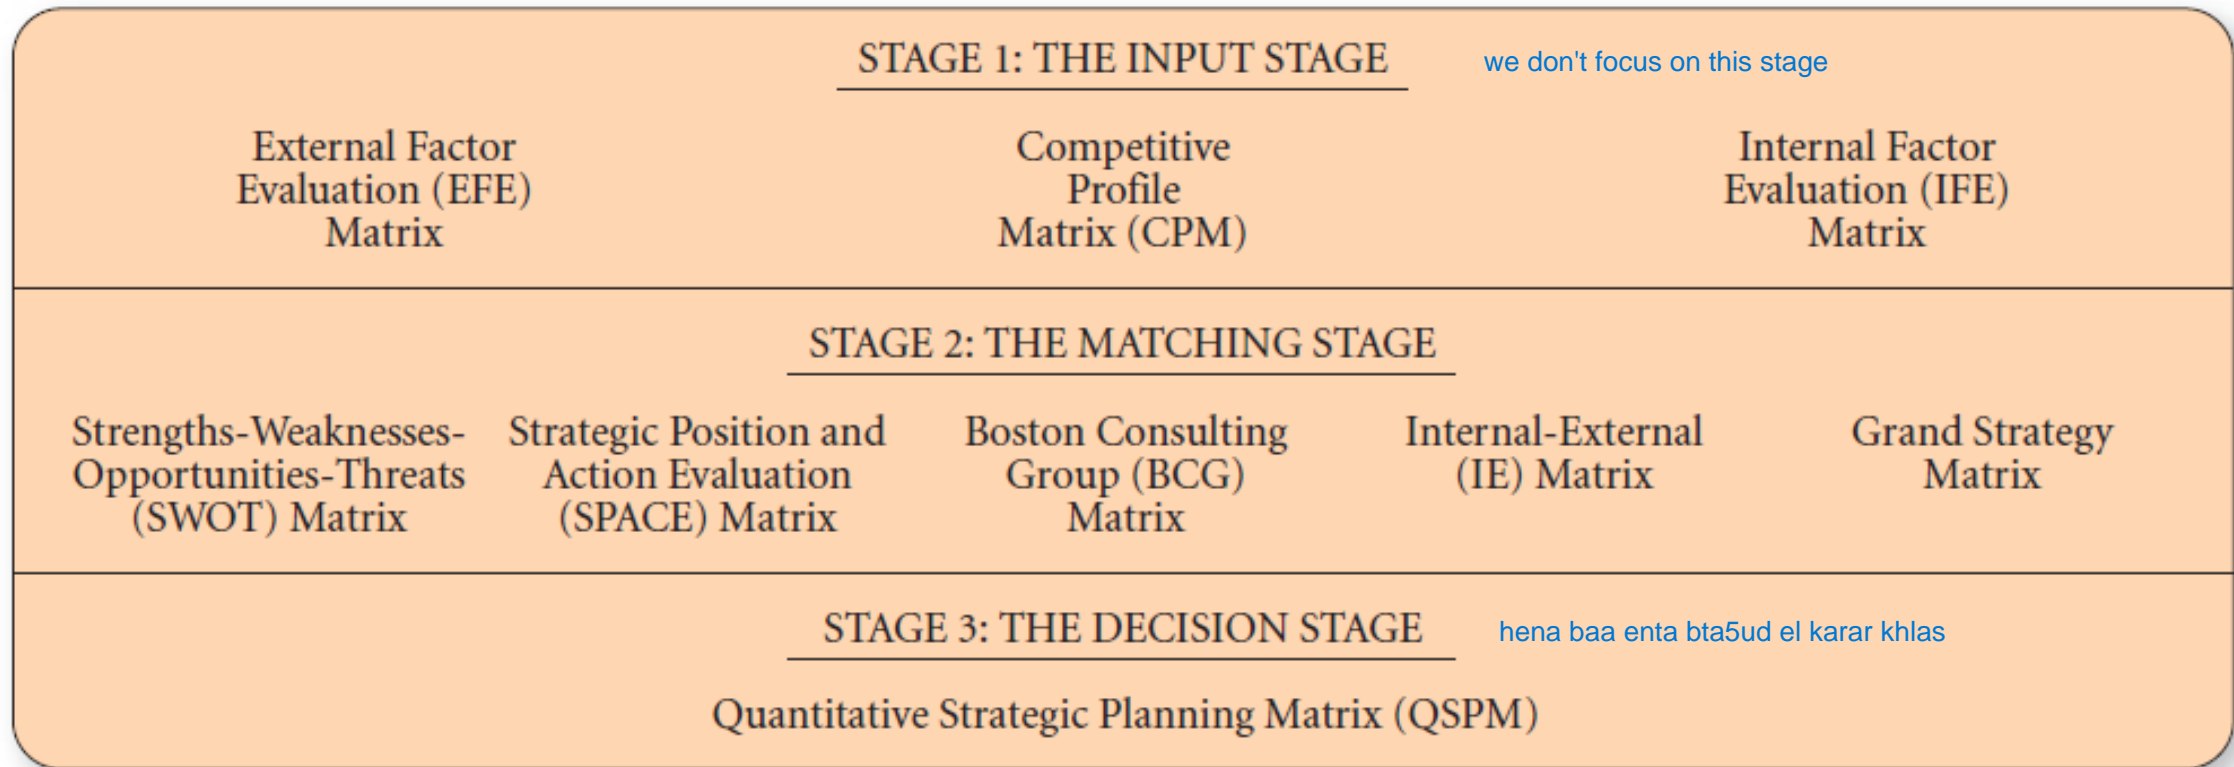 STAGE 1: THE INPUT STAGE we don't focus on this stage
External Factor
Evaluation (EFE)
Matrix
Competitive
Profile
Matrix (CPM)
Internal Factor
Evaluation (IFE)
Matrix
STAGE 2: THE MATCHING STAGE
Strengths-Weaknesses-
Opportunities-Threats
(SWOT) Matrix
Strategic Position and
Action Evaluation
(SPACE) Matrix
Boston Consulting
Group (BCG)
Matrix
Internal-External
(IE) Matrix
Grand Strategy
Matrix
STAGE 3: THE DECISION STAGE hena baa enta bta5ud el karar khlas
Quantitative Strategic Planning Matrix (QSPM)